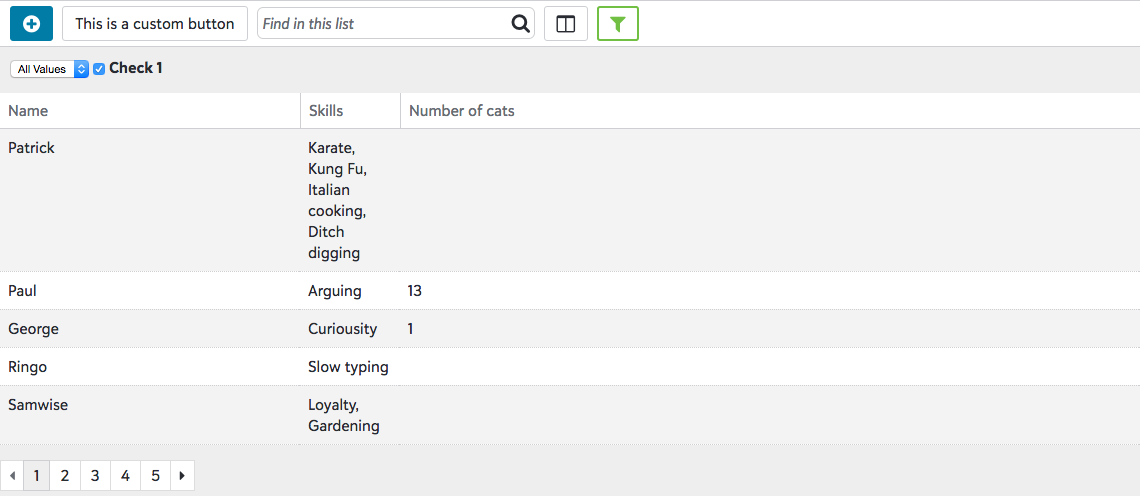 This is a custom button
Find in this list
All Values
Check 1
Name Skills Number of cats
Patrick Karate,
Kung Fu,
Italian
cooking,
Ditch
digging
Paul Arguing 13
George Curiousity 1
Ringo Slow typing
Samwise Loyalty,
Gardening
1 2 3 4 5